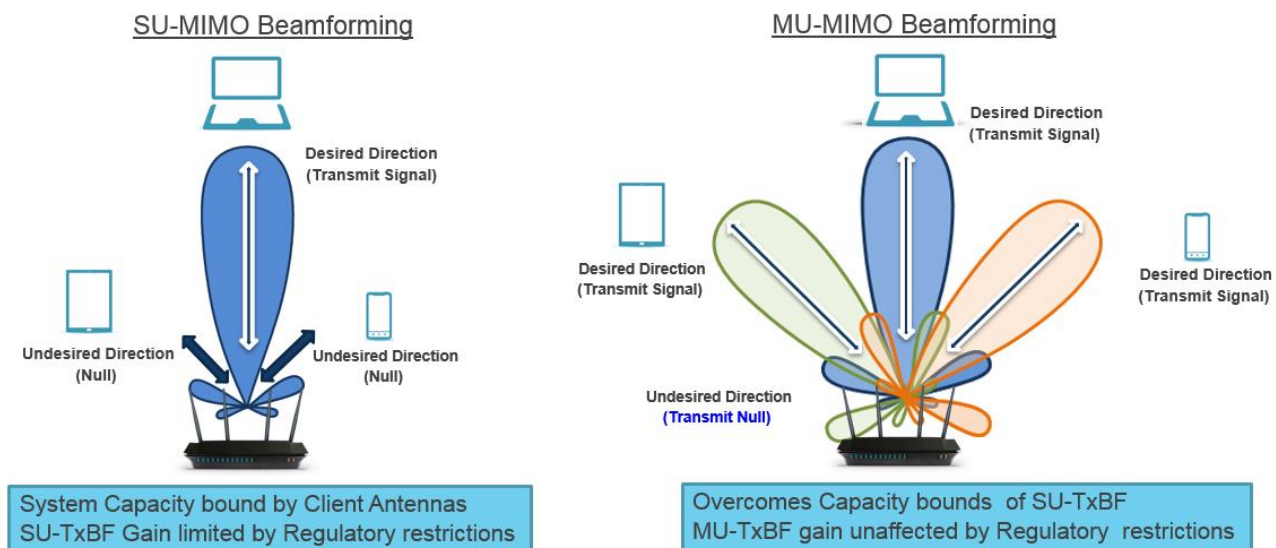 SU-MIMO Beamforming
Desired Direction
(Transmit Signal)
Undesired Direction
(Null)
Undesired Direction
(Null)
System Capacity bound by Client Antennas
SU-TxBF Gain limited by Regulatory restrictions
MU-MIMO Beamforming
Desired Direction
(Transmit Signal)
Desired Direction
(Transmit Signal)
Desired Direction
(Transmit Signal)
Undesired Direction
(Transmit Null)
Overcomes Capacity bounds of SU-TxBF
MU-TxBF gain unaffected by Regulatory restrictions